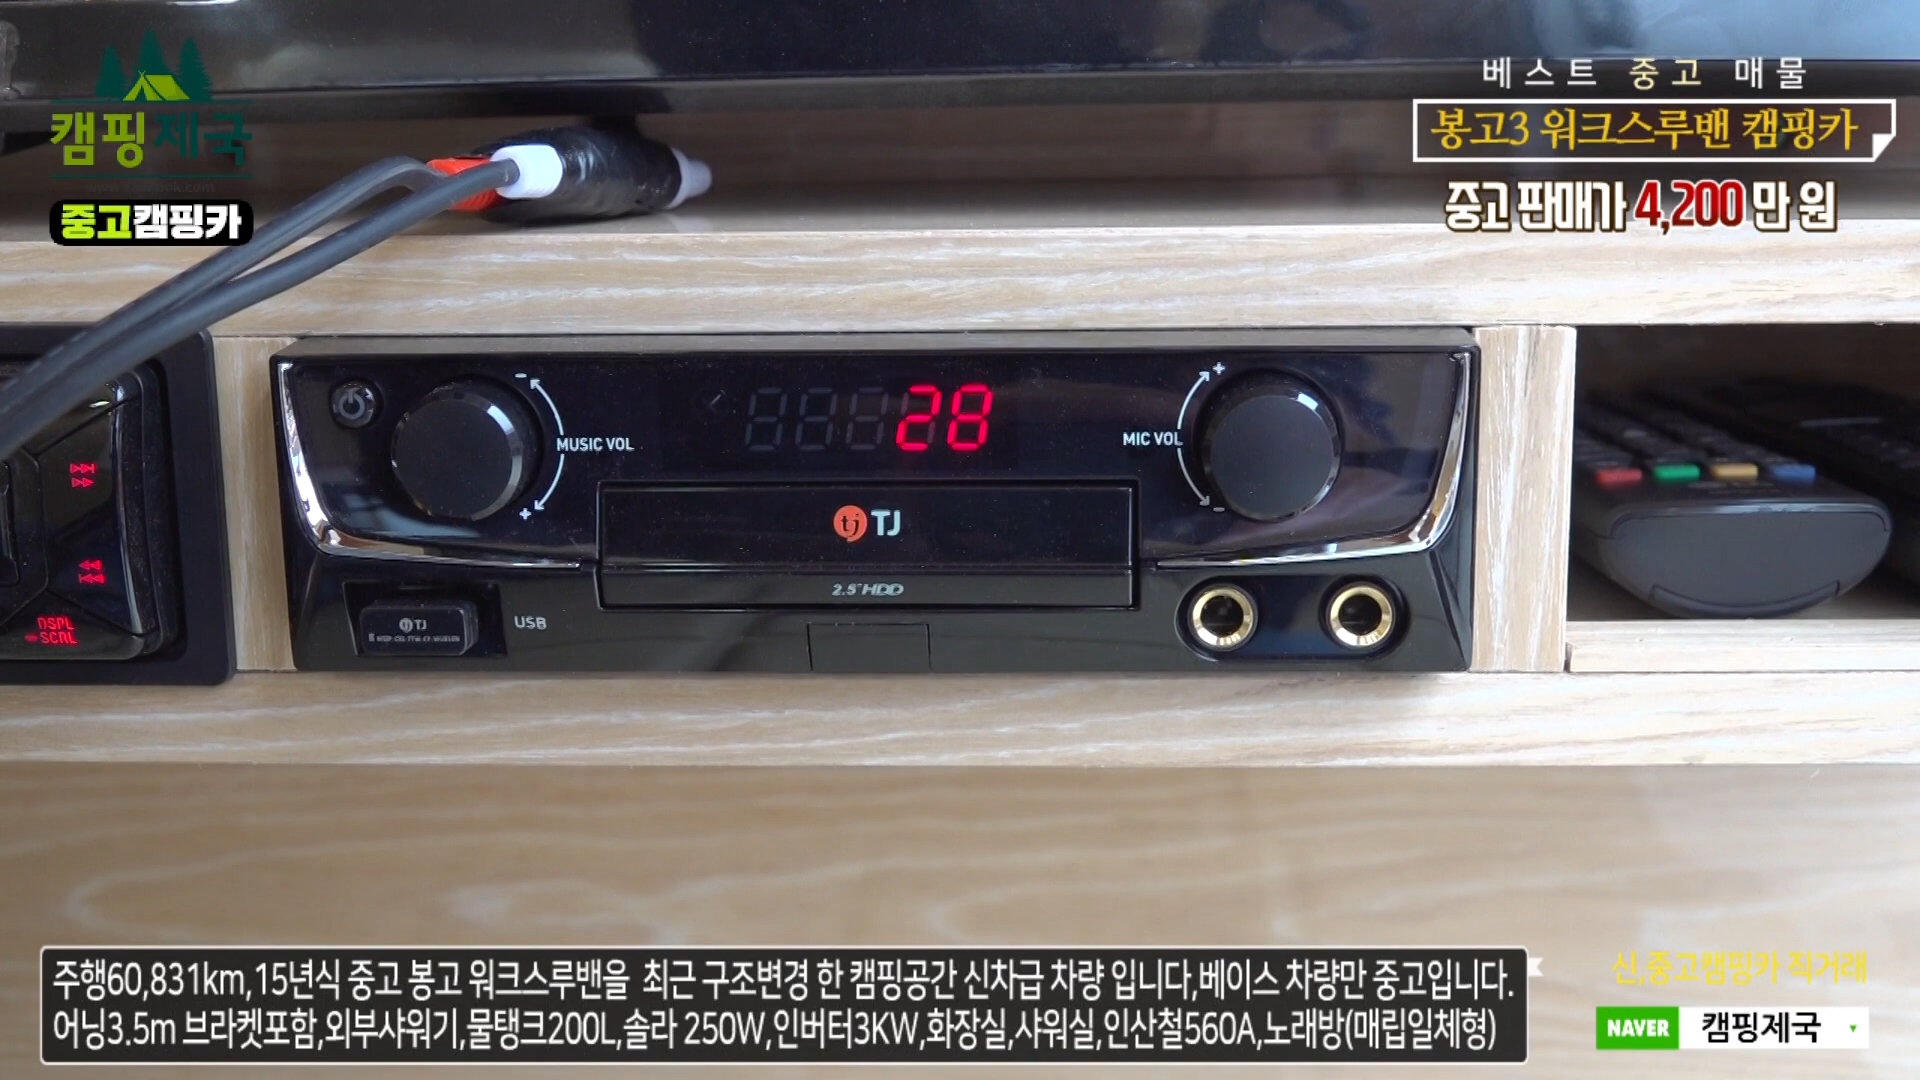 캠핑제국
중고캠핑카
베스트 중고 매물
봉고3 워크스루밴 캠핑카
중고 판매가 4,200만 원
MUSIC VOL
28
MIC VOL
tj TJ
2.5" HDD
TJ
USB
DSPL
SCRL
주행60,831km,15년식 중고 봉고 워크스루밴을 최근 구조변경 한 캠핑공간 신차급 차량 입니다,베이스 차량만 중고입니다.
어닝3.5m 브라켓포함,외부샤워기,물탱크200L,솔라 250W,인버터3KW,화장실,샤워실,인산철560A,노래방(매립일체형)
신,중고캠핑카 직거래
NAVER 캠핑제국